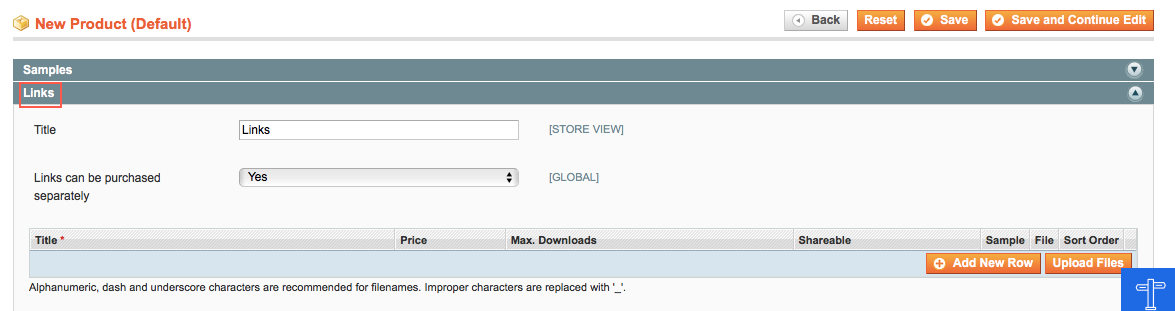 New Product (Default)
Back Reset Save Save and Continue Edit
Samples
Links
Title Links [STORE VIEW]
Links can be purchased separately Yes [GLOBAL]
Title * Price Max. Downloads Shareable Sample File Sort Order
Add New Row Upload Files
Alphanumeric, dash and underscore characters are recommended for filenames. Improper characters are replaced with '_'.